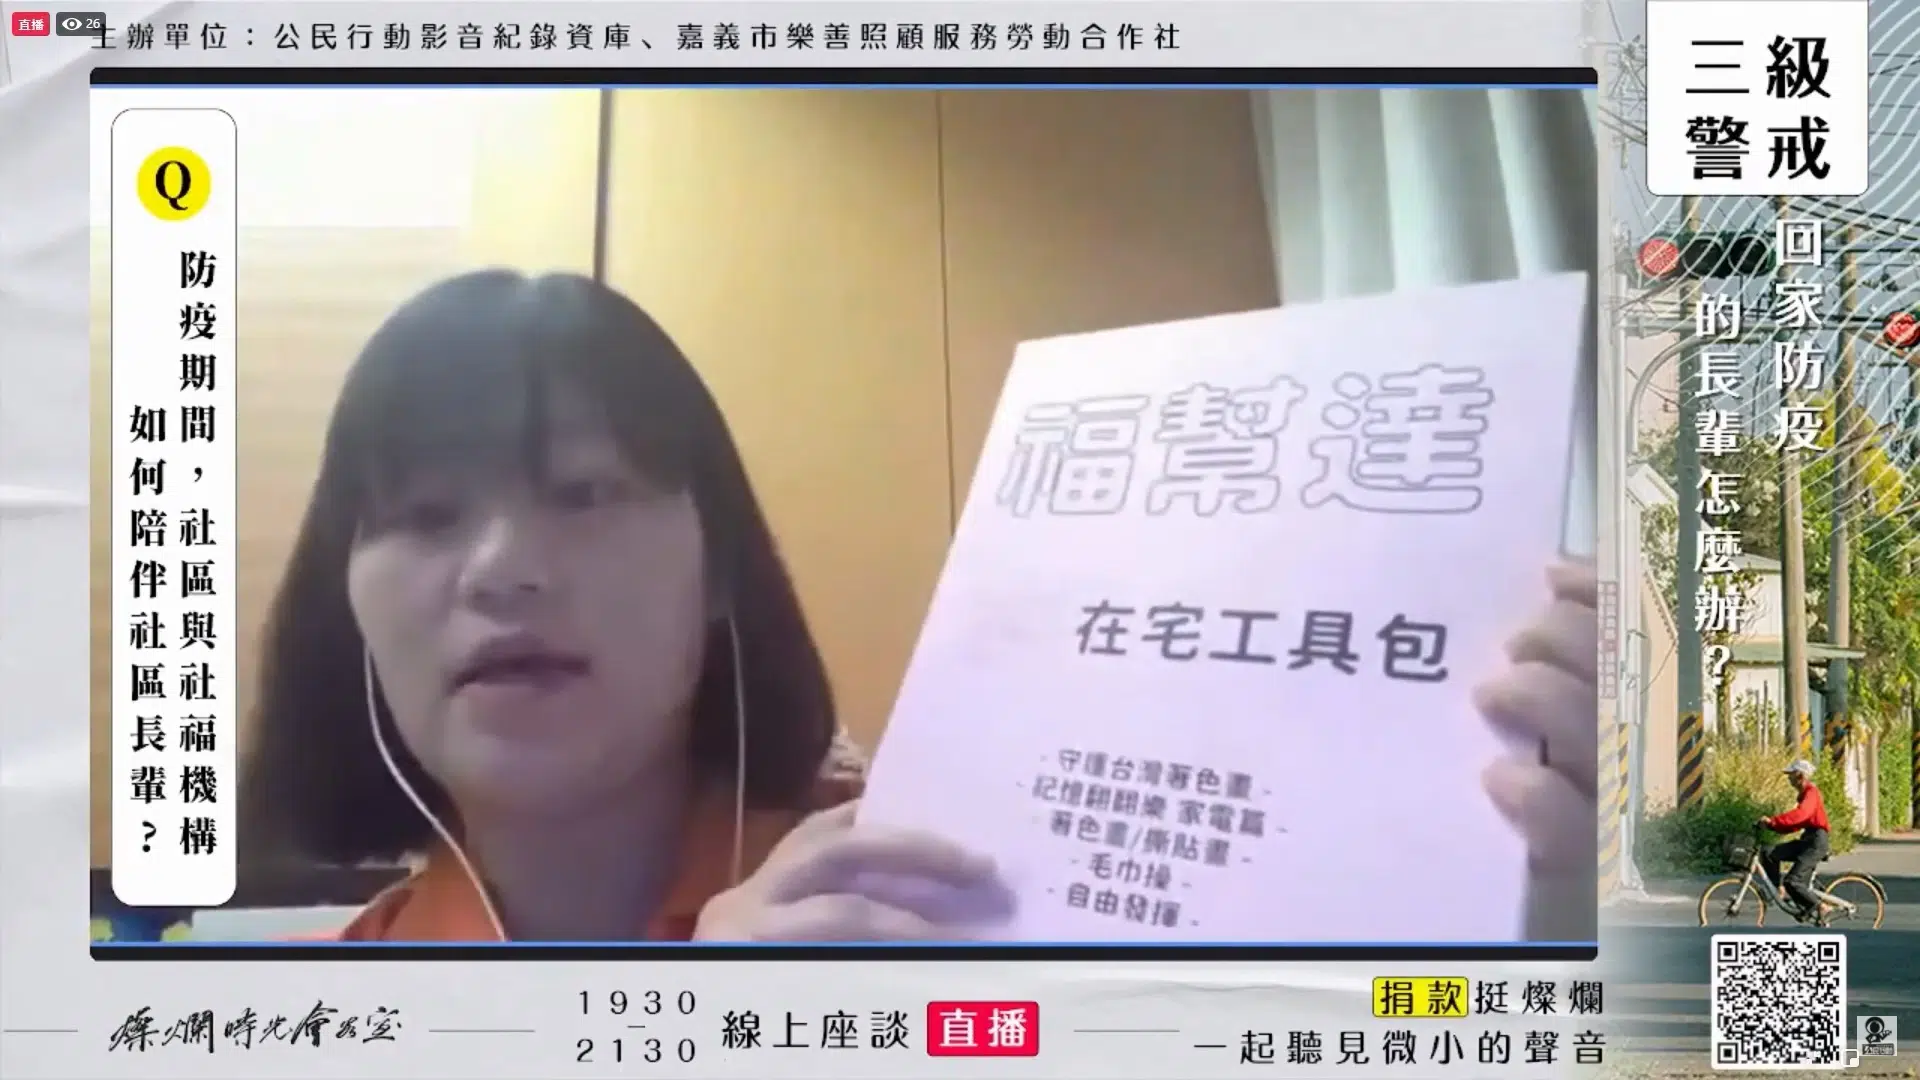 直播 26
主辦單位：公民行動影音紀錄資庫、嘉義市樂善照顧服務勞動合作社
三級
警戒
回家防疫
的長輩怎麼辦？
Q
防疫期間，社區與社福機構
如何陪伴社區長輩？
福幫達
在宅工具包
- 守護台灣著色畫 -
- 記憶翻翻樂 家電篇 -
- 著色畫/撕貼畫 -
- 毛巾操 -
- 自由發揮 -
燦爛時光會客室
1930
–
2130
線上座談 直播
捐款挺燦爛
一起聽見微小的聲音